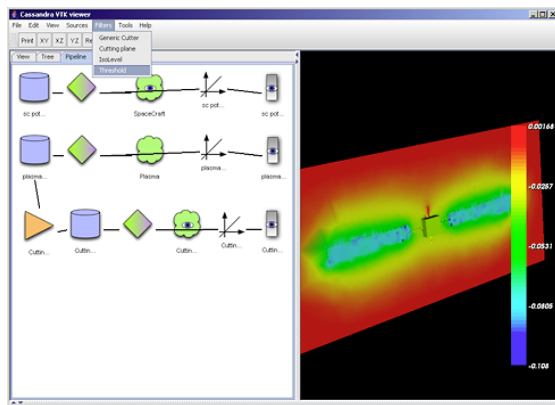 Cassandra VTK viewer
File Edit View Sources Filters Tools Help
Print XY XZ YZ Re
Generic Cutter
Cutting plane
IsoLevel
Threshold
View Tree Pipeline
sc pot... SpaceCraft sc pot... sc pot...
plasma... Plasma plasma... plasma...
Cuttin... Cuttin... Cuttin... Cuttin... Cuttin...
0.00168
-0.0257
-0.0531
-0.0805
-0.108